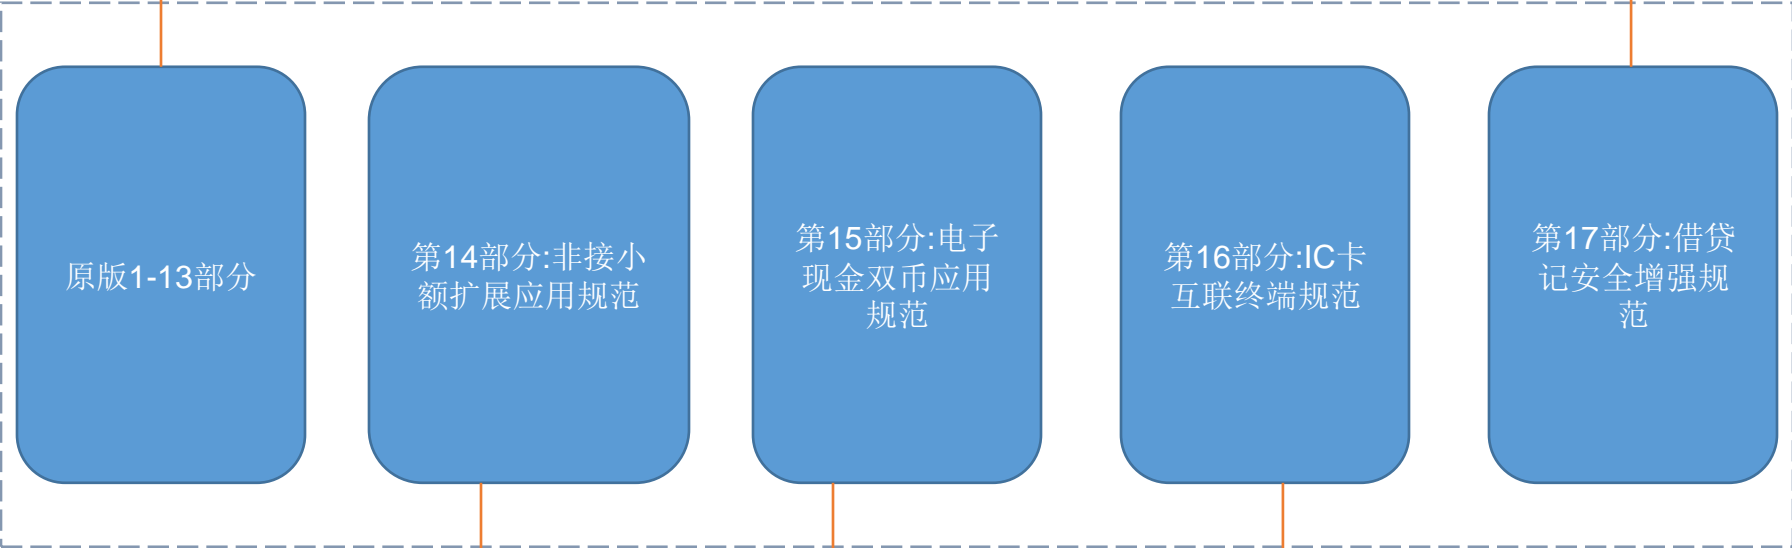 原版1-13部分
第14部分:非接小
额扩展应用规范
第15部分:电子
现金双币应用
规范
第16部分:IC卡
互联终端规范
第17部分:借贷
记安全增强规
范